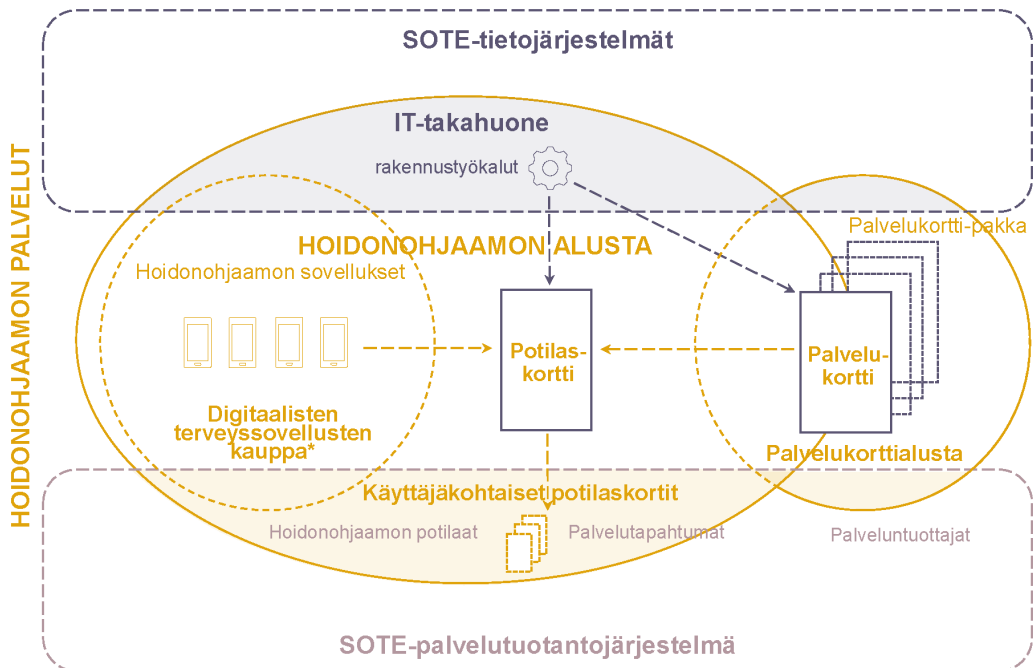 SOTE-tietojärjestelmät
IT-takahuone
rakennustyökalut
HOIDONOHJAAMON PALVELUT
Palvelukortti-pakka
HOIDONOHJAAMON ALUSTA
Hoidonohjaamon sovellukset
Potilas-
kortti
Palvelu-
kortti
Digitaalisten
terveyssovellusten
kauppa*
Palvelukorttialusta
Käyttäjäkohtaiset potilaskortit
Hoidonohjaamon potilaat
Palvelutapahtumat
Palveluntuottajat
SOTE-palvelutuotantojärjestelmä